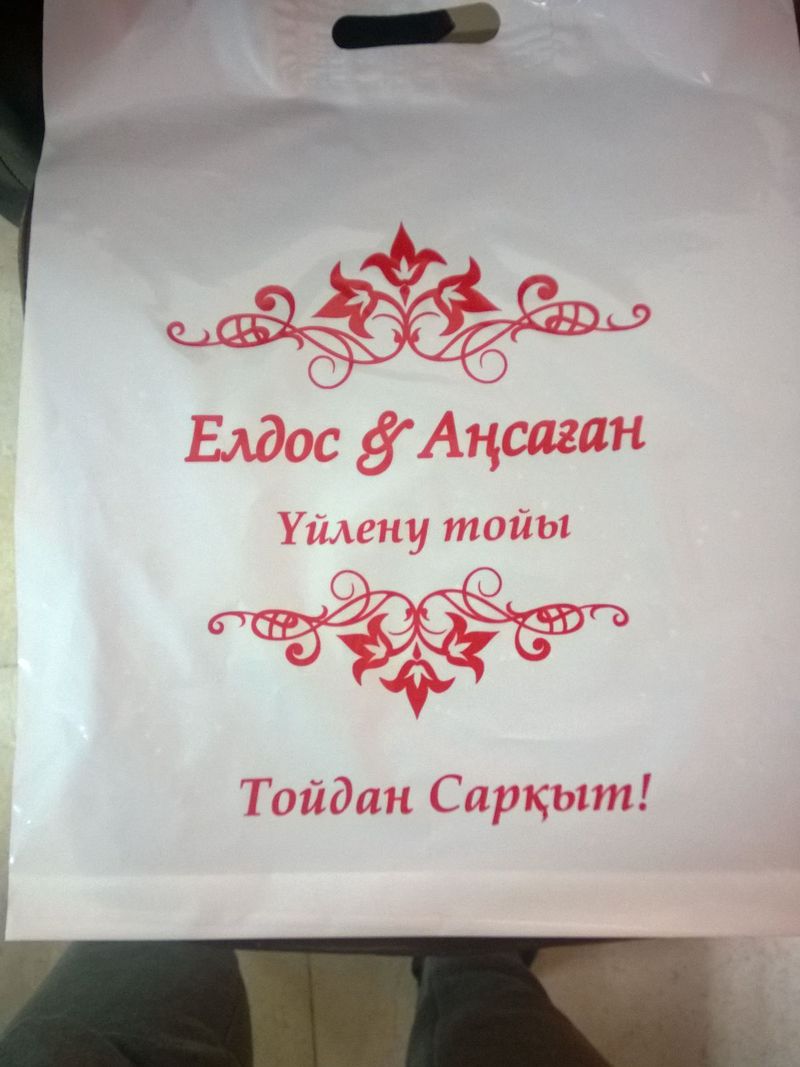 Елдос & Аңсаған
Үйлену тойы
Тойдан Сарқыт!